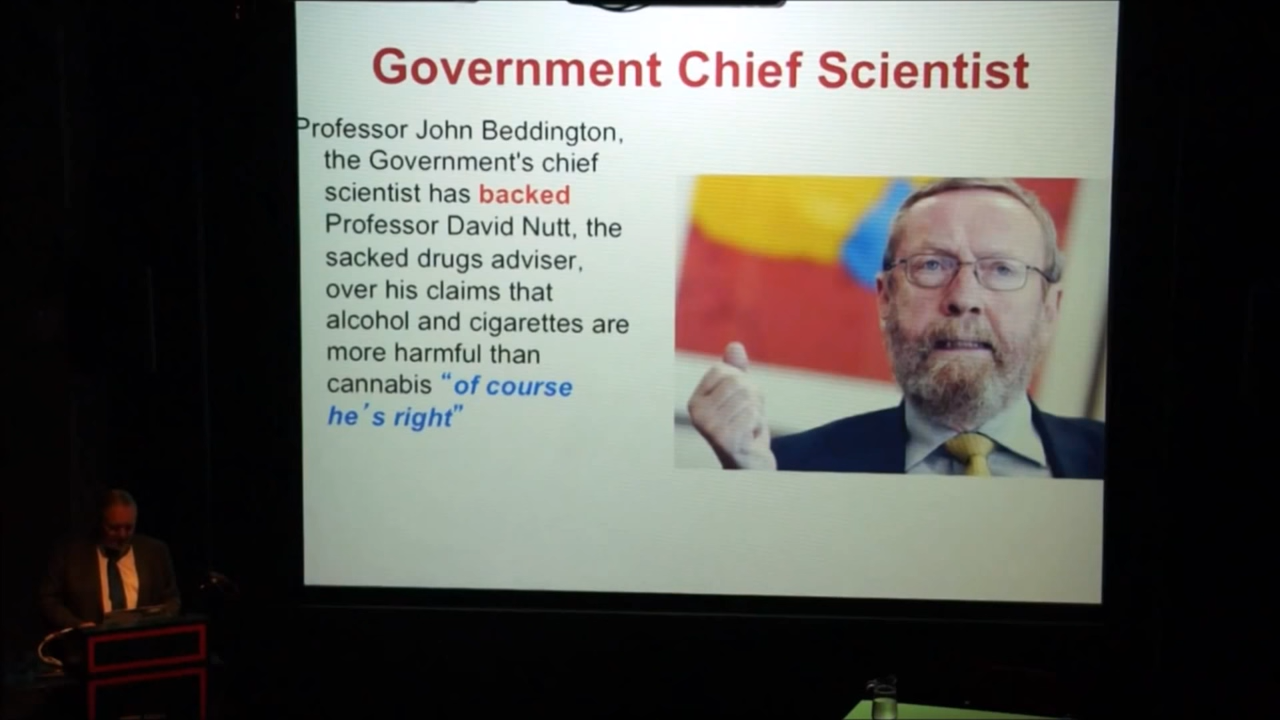 Government Chief Scientist
Professor John Beddington,
the Government's chief
scientist has backed
Professor David Nutt, the
sacked drugs adviser,
over his claims that
alcohol and cigarettes are
more harmful than
cannabis “of course
he’s right”